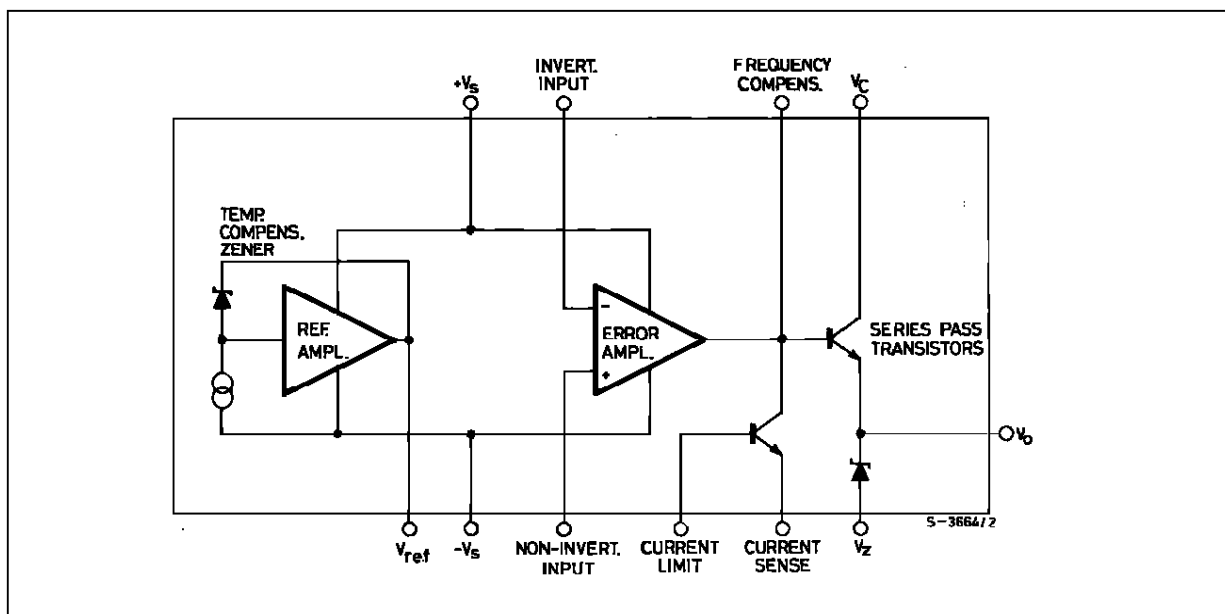 INVERT.
INPUT
FREQUENCY
COMPENS.
+Vs
VC
TEMP.
COMPENS.
ZENER
REF.
AMPL.
-
ERROR
AMPL.
+
SERIES PASS
TRANSISTORS
Vo
S-3664/2
Vref
-Vs
NON-INVERT.
INPUT
CURRENT
LIMIT
CURRENT
SENSE
VZ